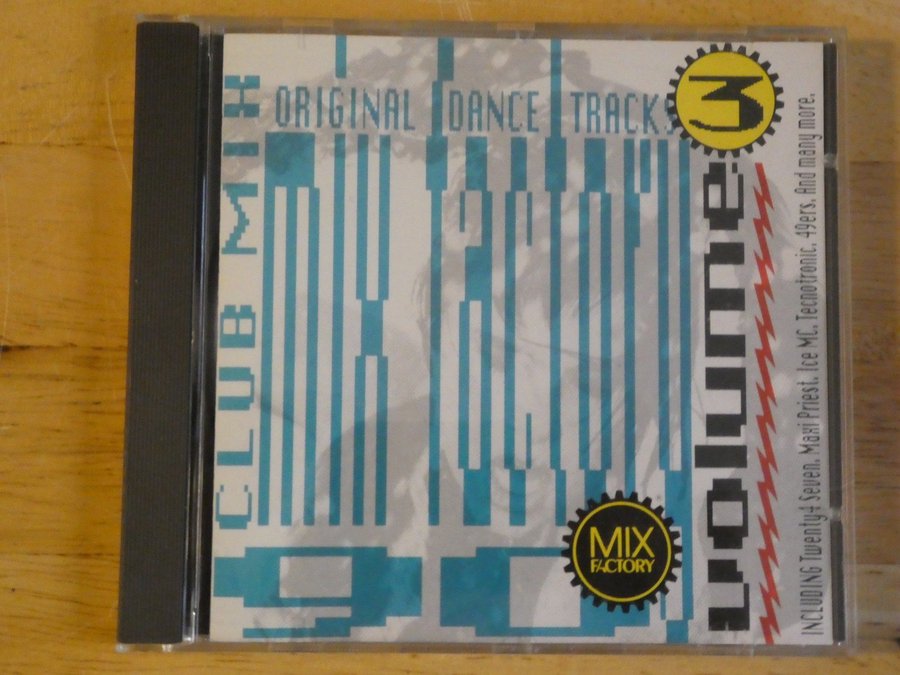 ORIGINAL DANCE TRACKS
3
CLUB MIX
mix factory
volume
MIX
FACTORY
INCLUDING Twenty4 Seven, Maxi Priest, Ice MC, Tecnotronic, 49ers, And many more.